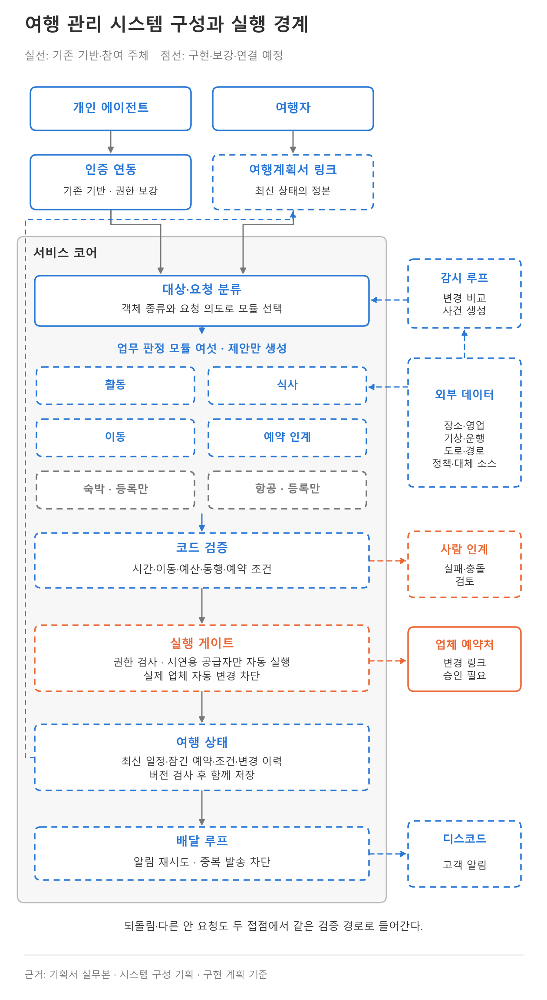 여행 관리 시스템 구성과 실행 경계
실선: 기존 기반·참여 주체 점선: 구현·보강·연결 예정
개인 에이전트
여행자
인증 연동
기존 기반 · 권한 보강
여행계획서 링크
최신 상태의 정본
서비스 코어
대상·요청 분류
객체 종류와 요청 의도로 모듈 선택
감시 루프
변경 비교
사건 생성
업무 판정 모듈 여섯 · 제안만 생성
활동
식사
이동
예약 인계
숙박 · 등록만
항공 · 등록만
외부 데이터
장소·영업
기상·운행
도로·경로
정책·대체 소스
코드 검증
시간·이동·예산·동행·예약 조건
사람 인계
실패·충돌
검토
실행 게이트
권한 검사 · 시연용 공급자만 자동 실행
실제 업체 자동 변경 차단
업체 예약처
변경 링크
승인 필요
여행 상태
최신 일정·잠긴 예약·조건·변경 이력
버전 검사 후 함께 저장
배달 루프
알림 재시도 · 중복 발송 차단
디스코드
고객 알림
되돌림·다른 안 요청도 두 접점에서 같은 검증 경로로 들어간다.
근거: 기획서 실무본 · 시스템 구성 기획 · 구현 계획 기준